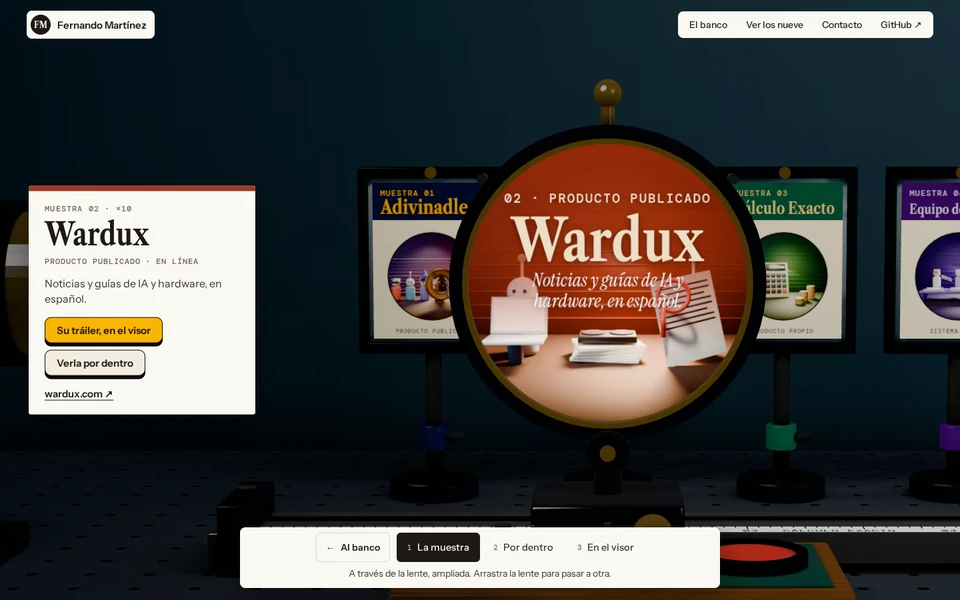 FM Fernando Martínez
El banco Ver los nueve Contacto GitHub ↗
MUESTRA 02 · ×10
Wardux
PRODUCTO PUBLICADO · EN LÍNEA
Noticias y guías de IA y hardware, en
español.
Su tráiler, en el visor
Verla por dentro
wardux.com ↗
MUESTRA 01
Adivinadle
PRODUCTO PUBLIC
02 · PRODUCTO PUBLICADO
Wardux
Noticias y guías de IA y
hardware, en español.
MUESTRA 03
álculo Exacto
ODUCTO PROPIO
MUESTRA 0
Equipo d
SISTEMA
← Al banco
1 La muestra
2 Por dentro
3 En el visor
A través de la lente, ampliada. Arrastra la lente para pasar a otra.